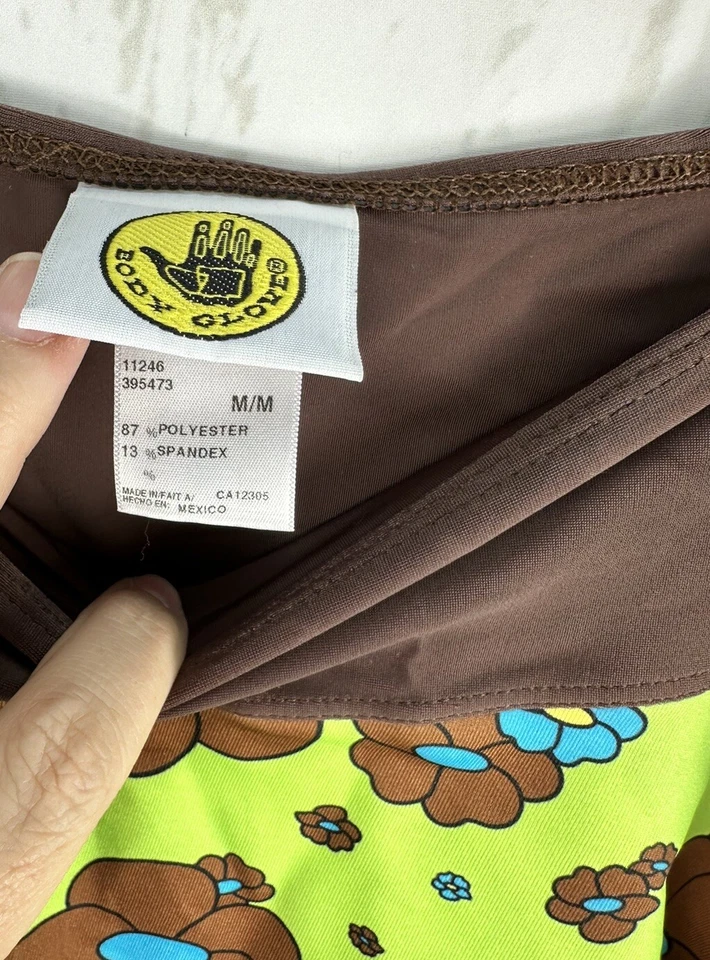 BODY GLOVE®
11246
395473
M/M
87 % POLYESTER
13 % SPANDEX
%
MADE IN/FAIT A/
HECHO EN: MEXICO
CA12305